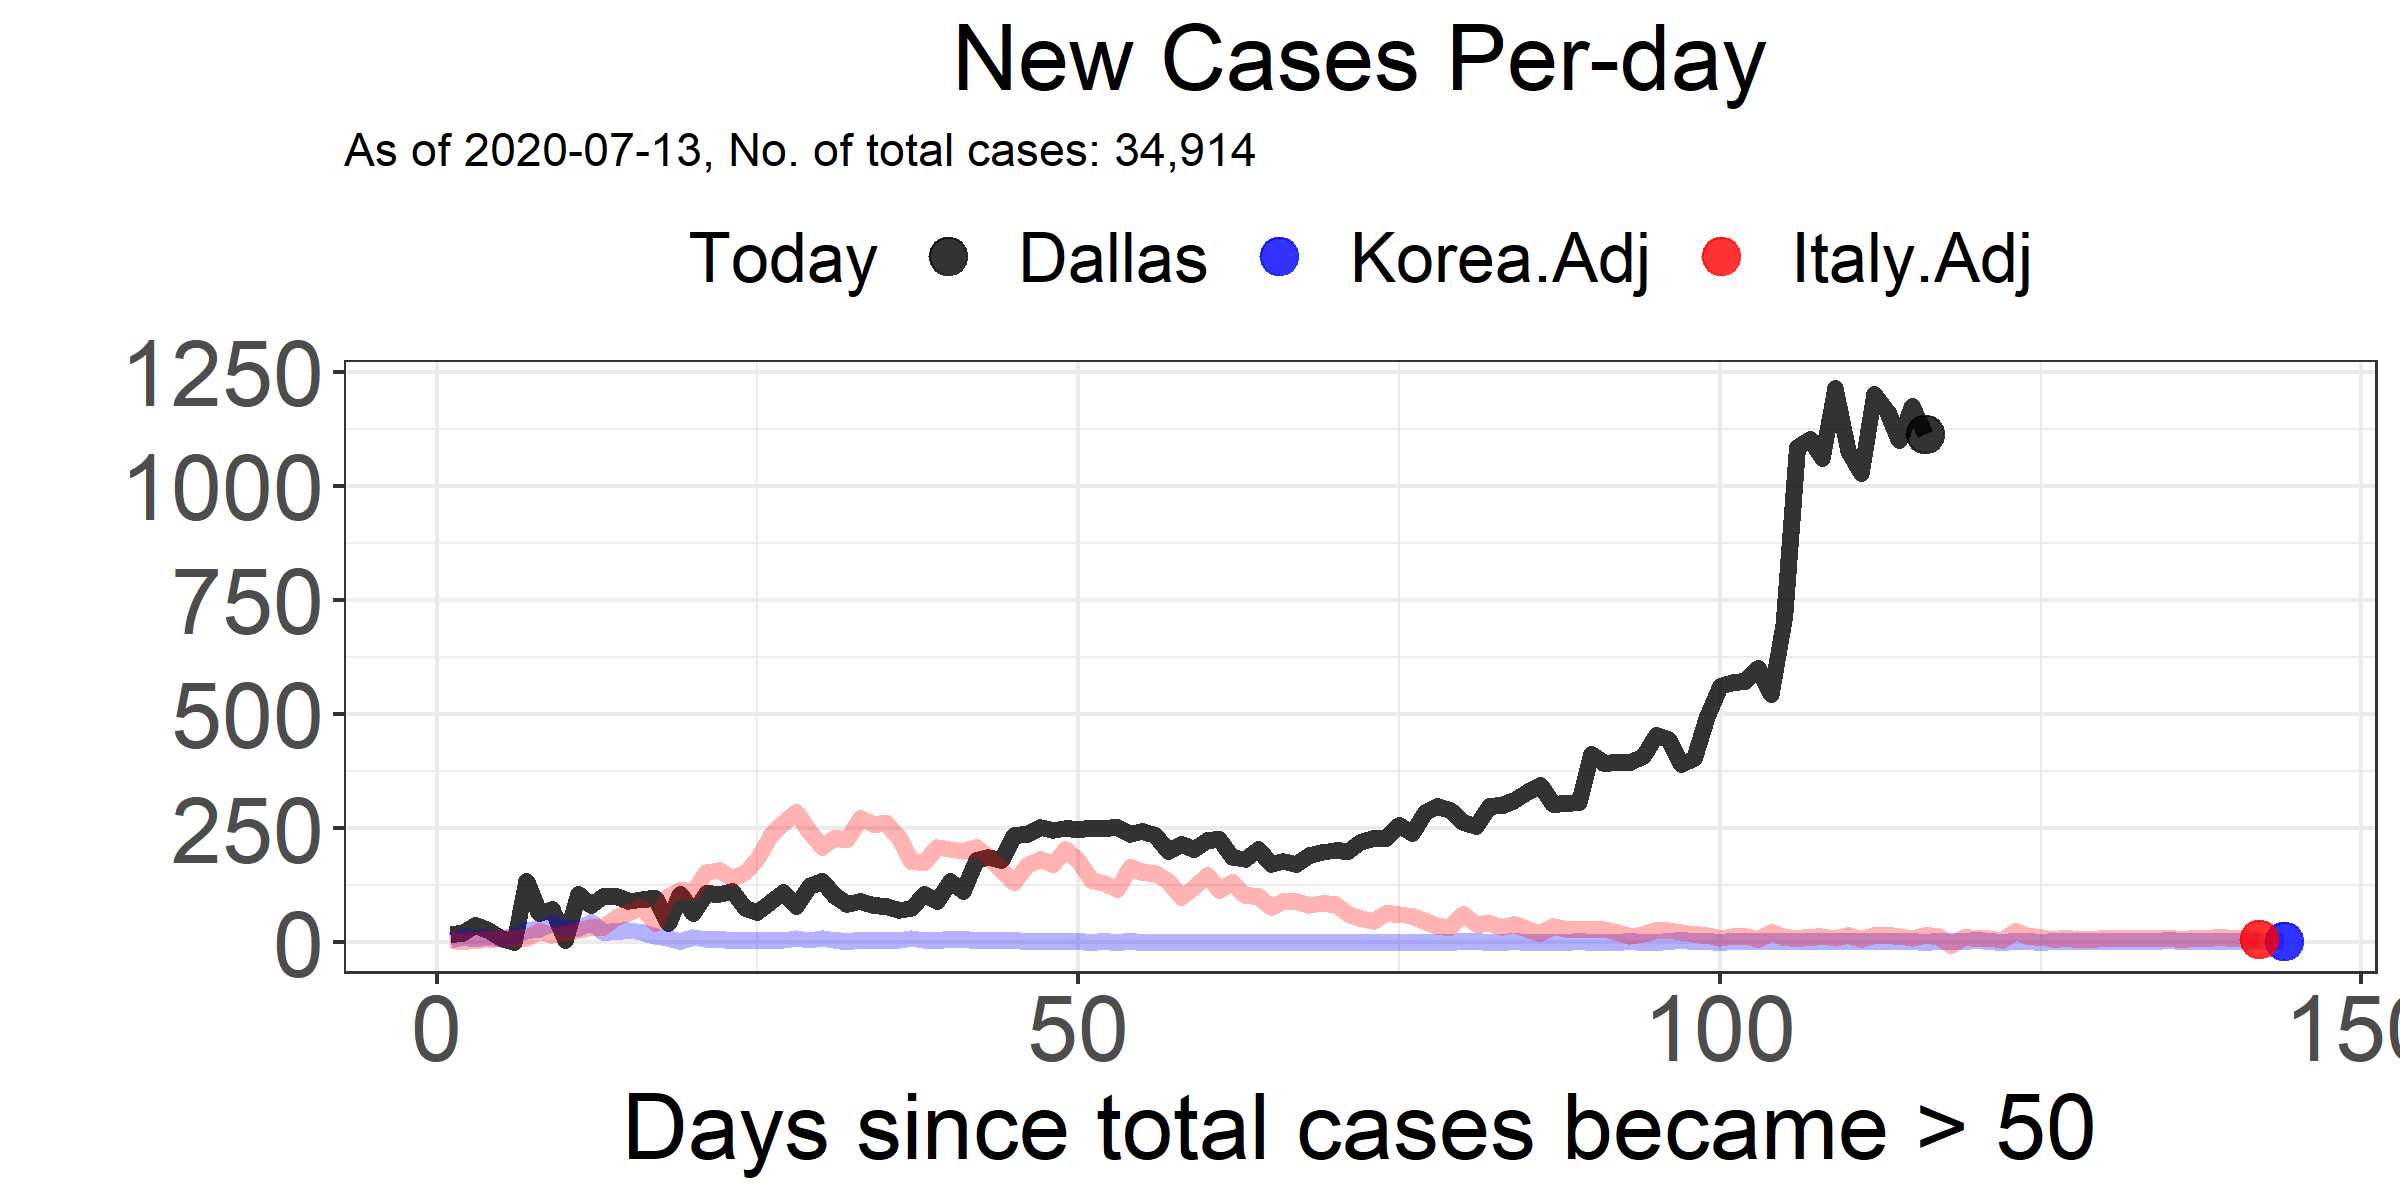 New Cases Per-day
As of 2020-07-13, No. of total cases: 34,914
Today Dallas Korea.Adj Italy.Adj
1250
1000
750
500
250
0
0 50 100 150
Days since total cases became > 50